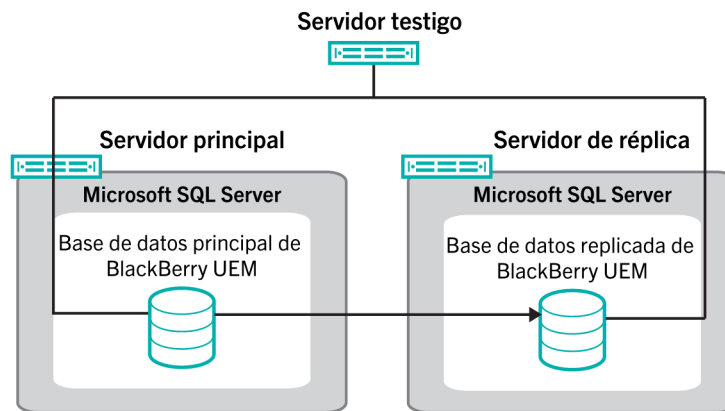 Servidor testigo
Servidor principal
Servidor de réplica
Microsoft SQL Server
Microsoft SQL Server
Base de datos principal de
BlackBerry UEM
Base de datos replicada de
BlackBerry UEM